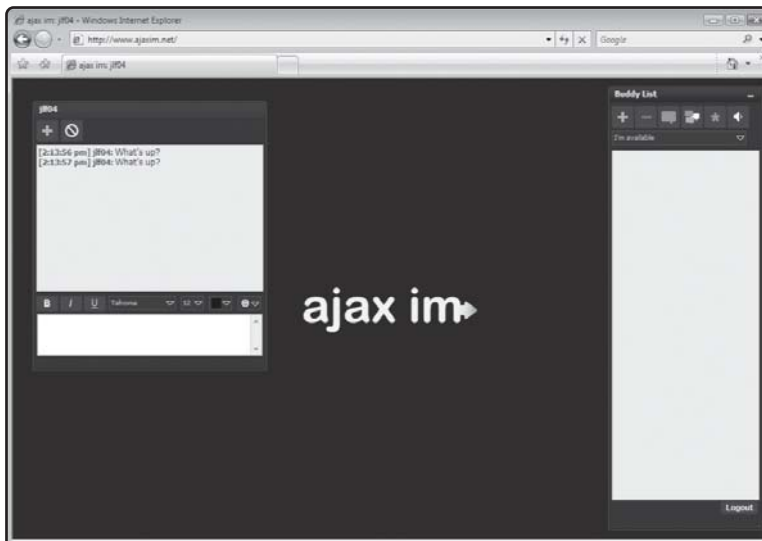 ajax im: jlf04 - Windows Internet Explorer
http://www.ajaxim.net/
Google
ajax im: jlf04
jlf04
[2:13:56 pm] jlf04: What's up?
[2:13:57 pm] jlf04: What's up?
B I U Tahoma 12
ajax im
Buddy List
I'm available
Logout